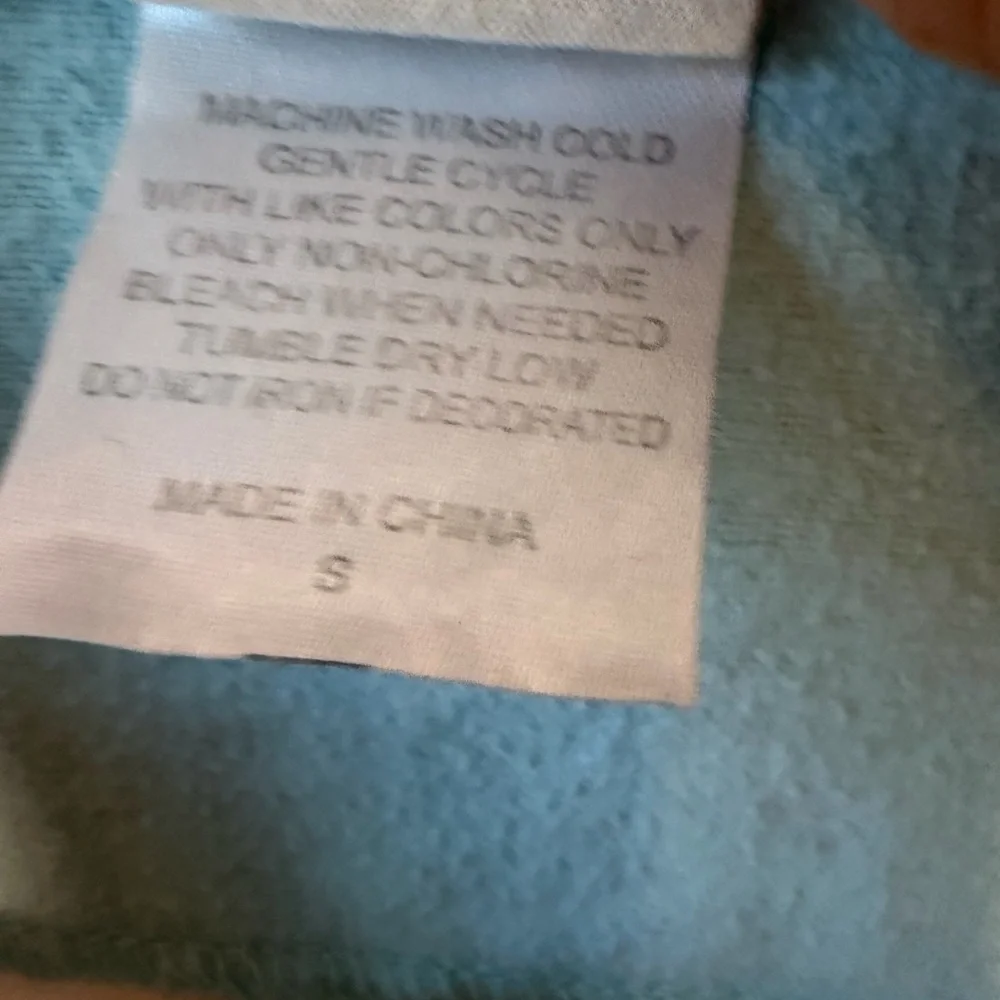 MACHINE WASH COLD
GENTLE CYCLE
WITH LIKE COLORS ONLY
ONLY NON-CHLORINE
BLEACH WHEN NEEDED
TUMBLE DRY LOW
DO NOT IRON IF DECORATED
MADE IN CHINA
S